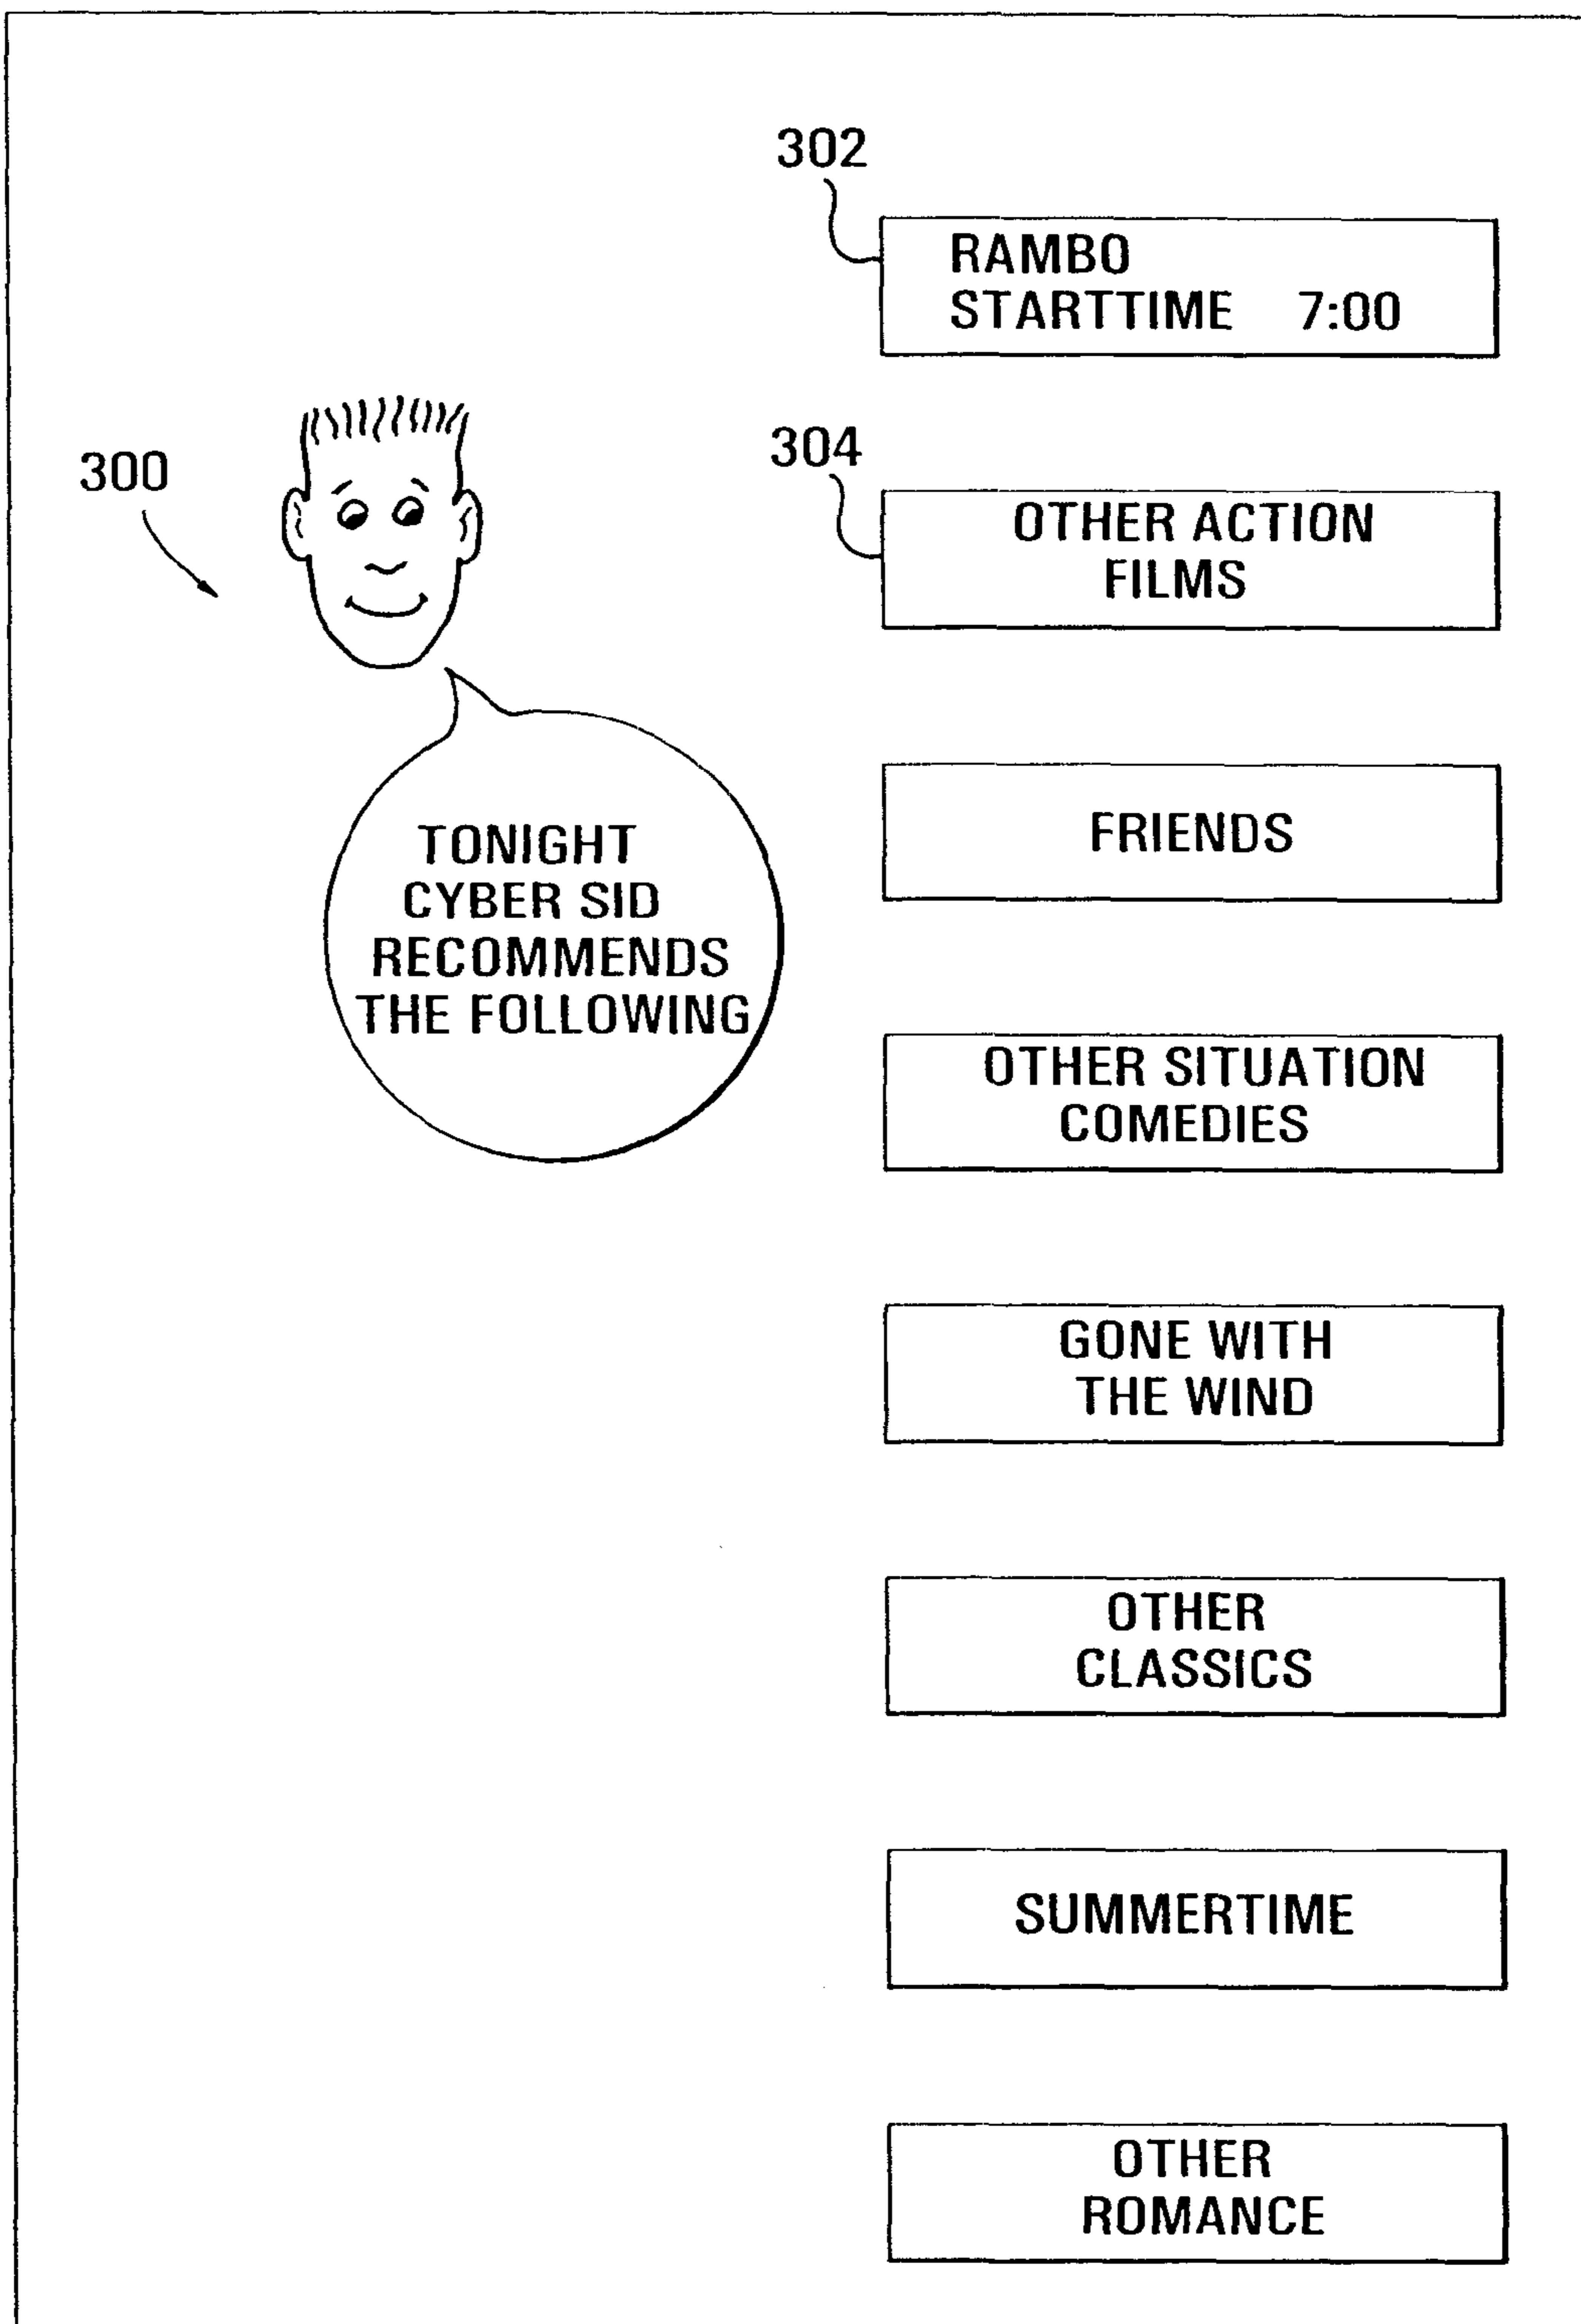 302
RAMBO
STARTTIME 7:00
304
OTHER ACTION
FILMS
300
TONIGHT
CYBER SID
RECOMMENDS
THE FOLLOWING
FRIENDS
OTHER SITUATION
COMEDIES
GONE WITH
THE WIND
OTHER
CLASSICS
SUMMERTIME
OTHER
ROMANCE